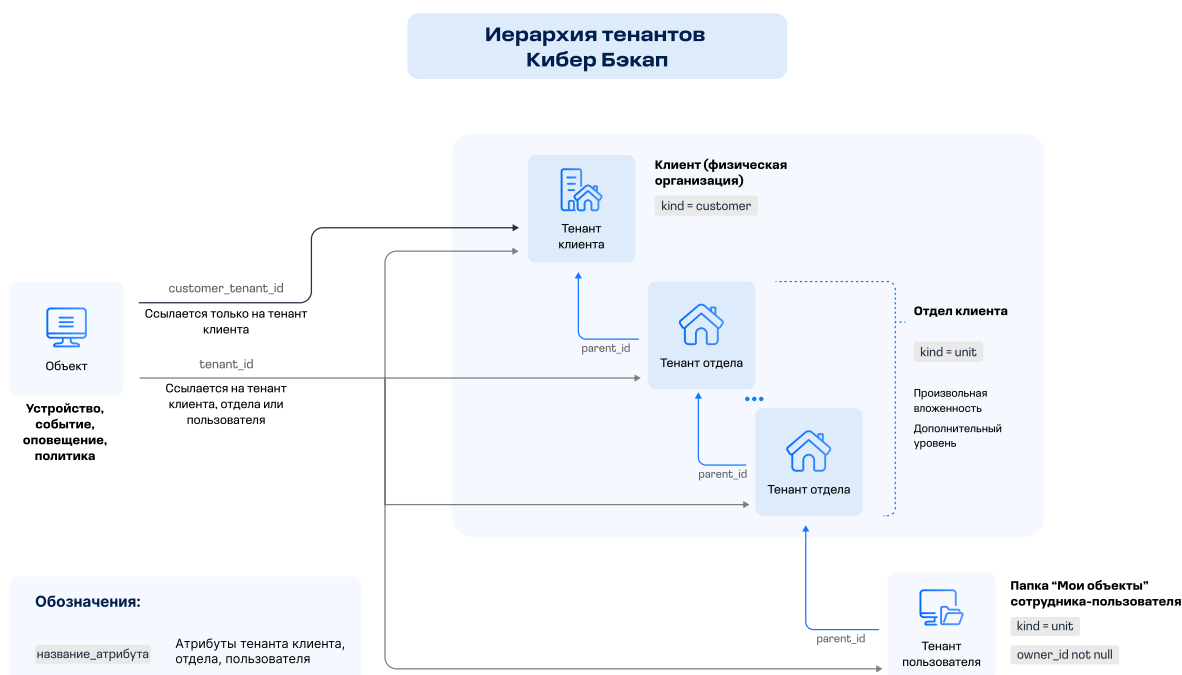 Иерархия тенантов
Кибер Бэкап
Клиент (физическая
организация)
kind = customer
Тенант
клиента
customer_tenant_id
Ссылается только на тенант
клиента
Объект
Устройство,
событие,
оповещение,
политика
tenant_id
Ссылается на тенант
клиента, отдела или
пользователя
parent_id
Тенант отдела
Отдел клиента
kind = unit
Произвольная
вложенность
Дополнительный
уровень
parent_id
Тенант отдела
parent_id
Тенант
пользователя
Папка “Мои объекты”
сотрудника-пользователя
kind = unit
owner_id not null
Обозначения:
название_атрибута
Атрибуты тенанта клиента,
отдела, пользователя